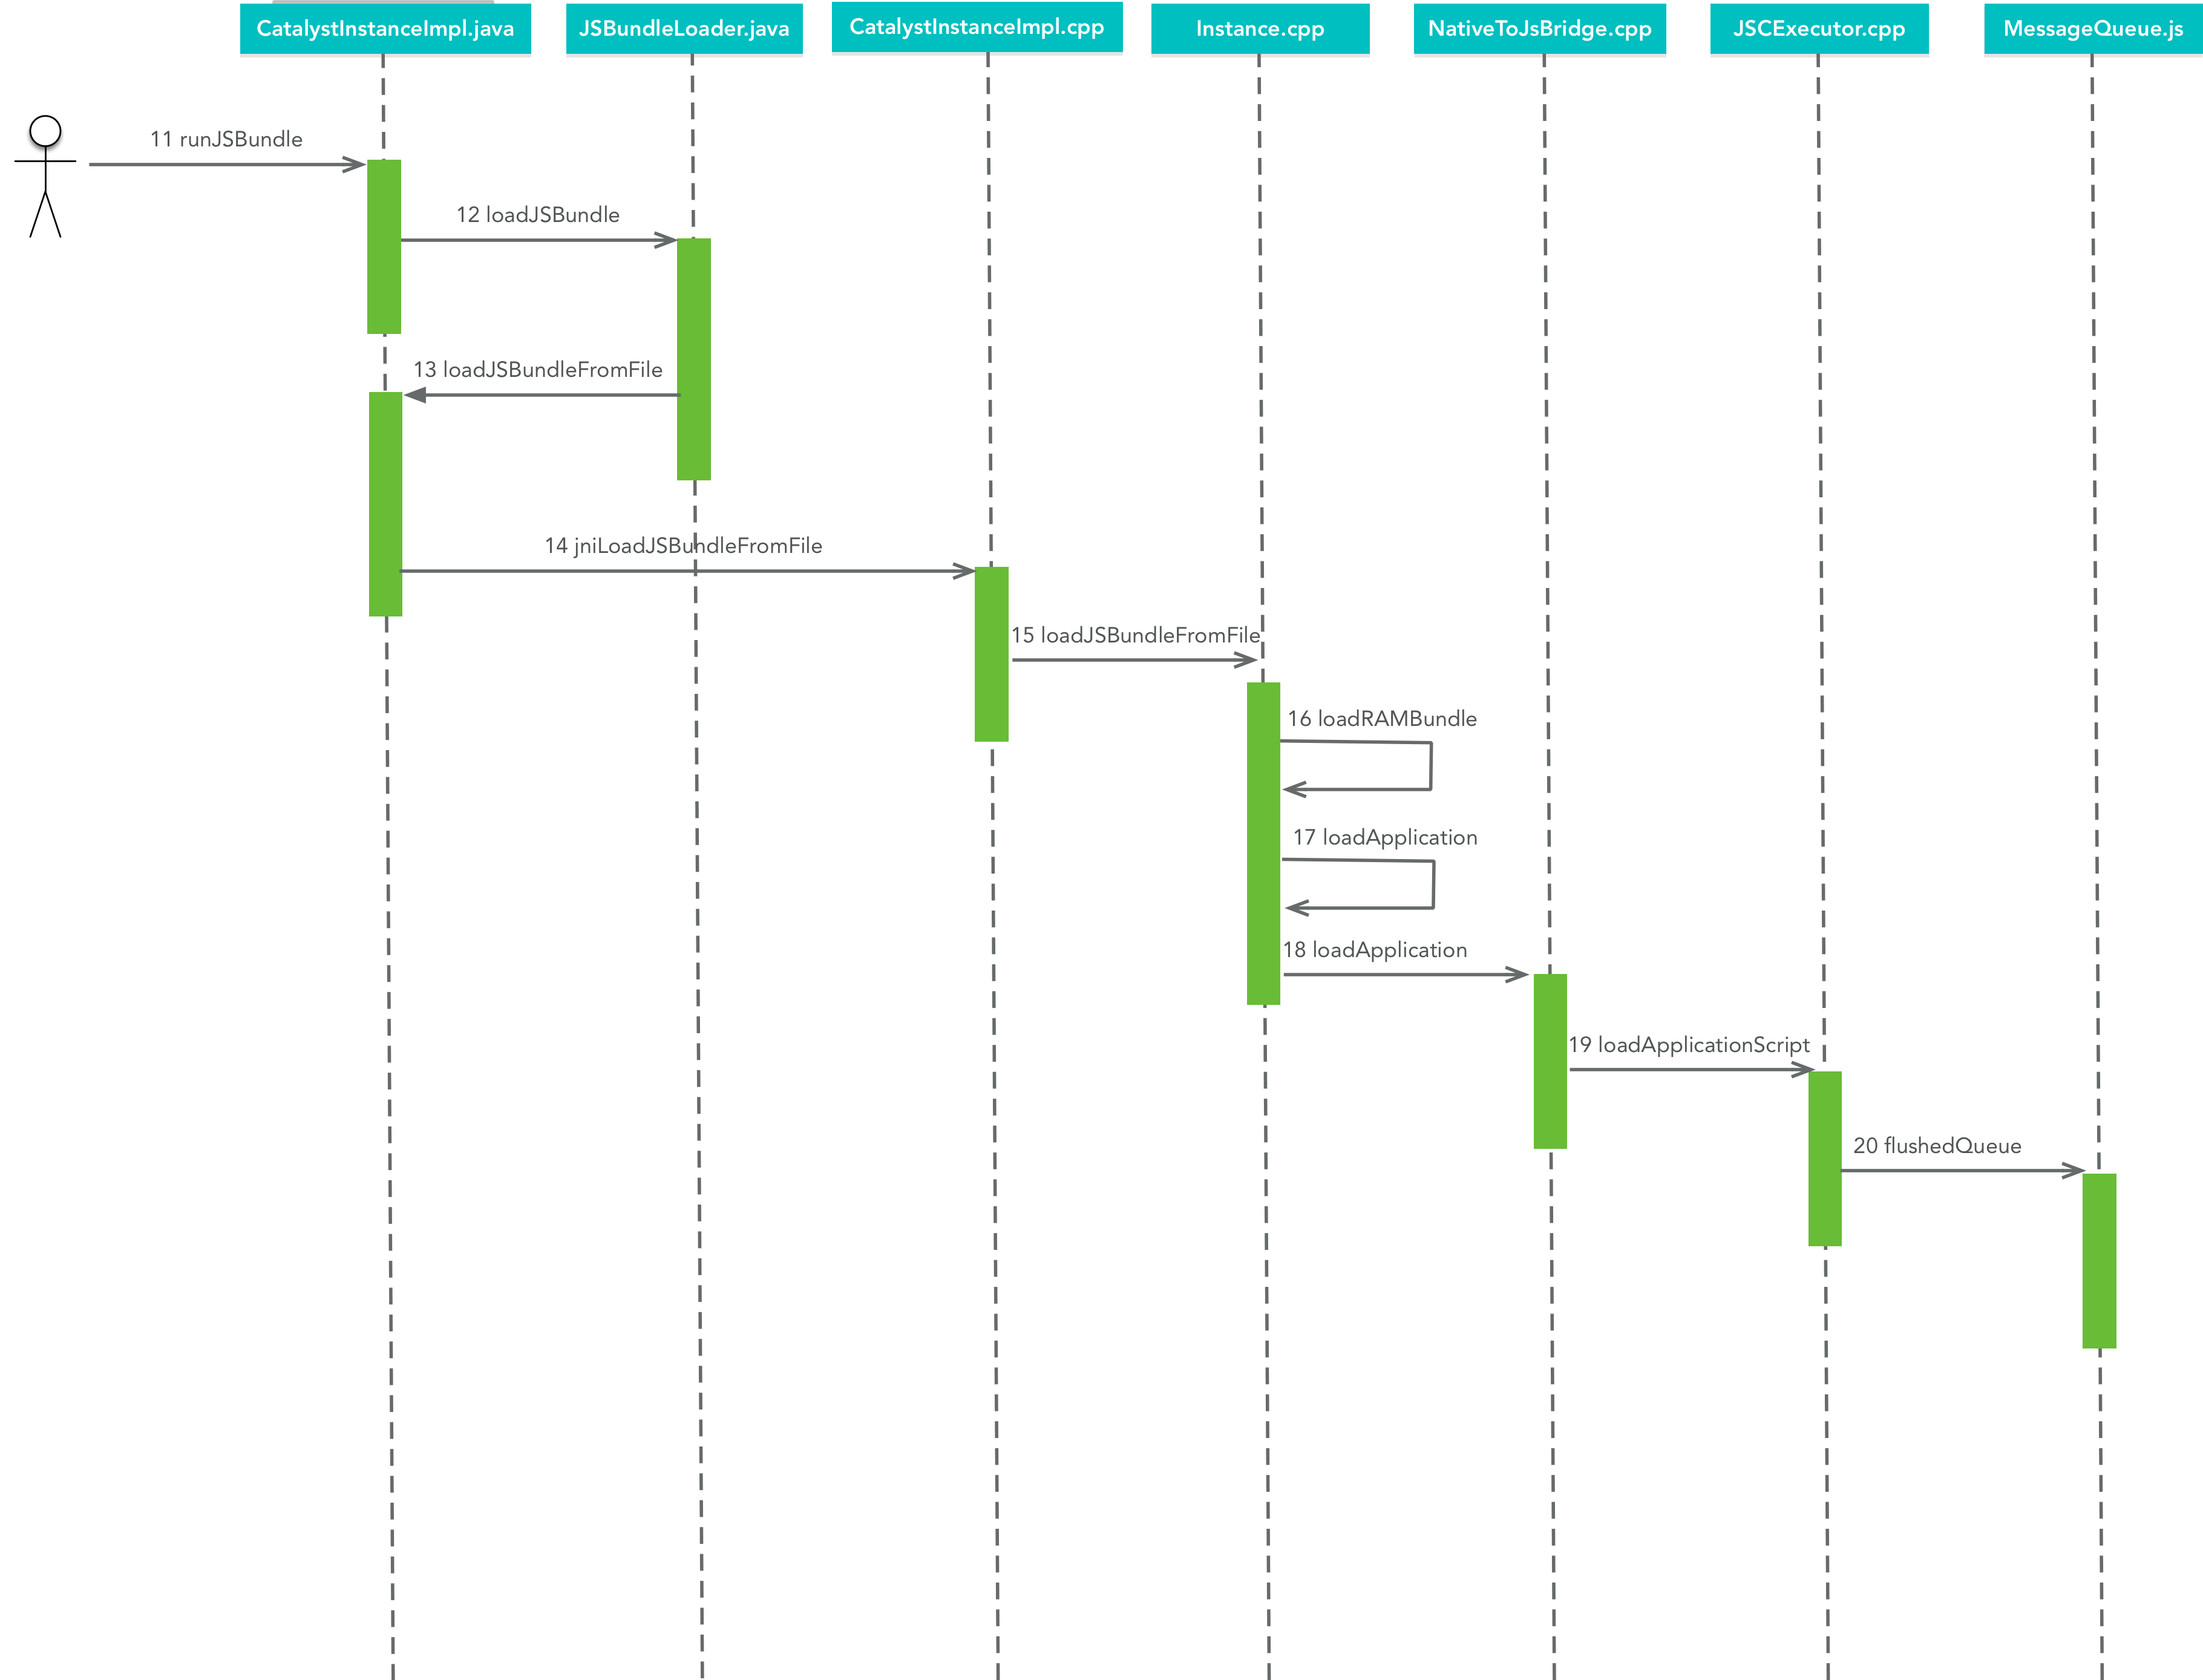 CatalystInstanceImpl.java
JSBundleLoader.java
CatalystInstanceImpl.cpp
Instance.cpp
NativeToJsBridge.cpp
JSCExecutor.cpp
MessageQueue.js
11 runJSBundle
12 loadJSBundle
13 loadJSBundleFromFile
14 jniLoadJSBundleFromFile
15 loadJSBundleFromFile
16 loadRAMBundle
17 loadApplication
18 loadApplication
19 loadApplicationScript
20 flushedQueue